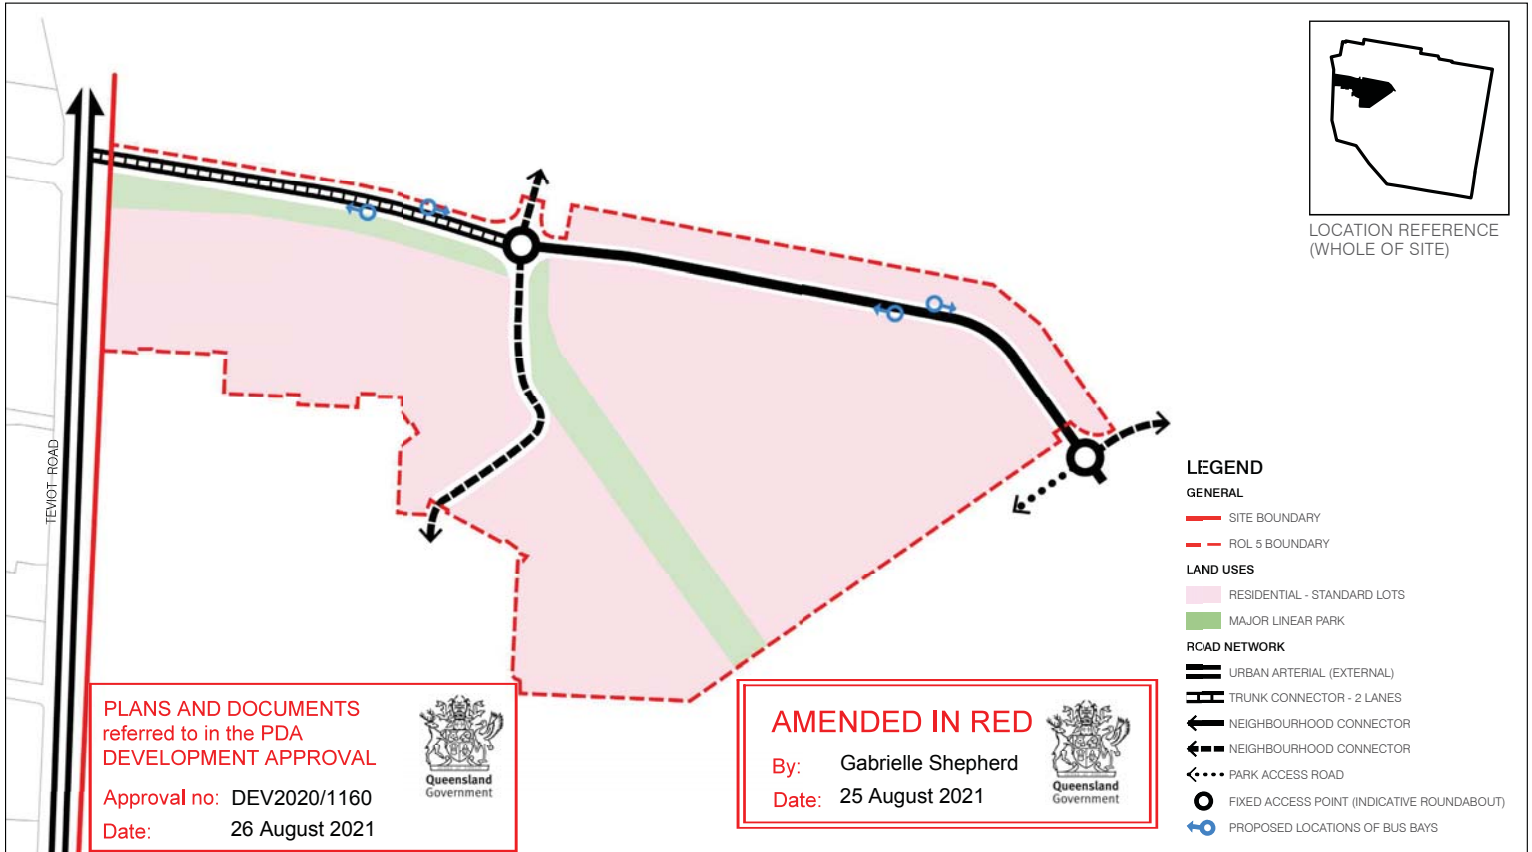 LOCATION REFERENCE
(WHOLE OF SITE)
TEVIOT ROAD
LEGEND
GENERAL
SITE BOUNDARY
ROL 5 BOUNDARY
LAND USES
RESIDENTIAL - STANDARD LOTS
MAJOR LINEAR PARK
ROAD NETWORK
URBAN ARTERIAL (EXTERNAL)
TRUNK CONNECTOR - 2 LANES
NEIGHBOURHOOD CONNECTOR
NEIGHBOURHOOD CONNECTOR
PARK ACCESS ROAD
FIXED ACCESS POINT (INDICATIVE ROUNDABOUT)
PROPOSED LOCATIONS OF BUS BAYS
PLANS AND DOCUMENTS
referred to in the PDA
DEVELOPMENT APPROVAL
Approval no: DEV2020/1160
Date: 26 August 2021
Queensland
Government
AMENDED IN RED
By: Gabrielle Shepherd
Date: 25 August 2021
Queensland
Government